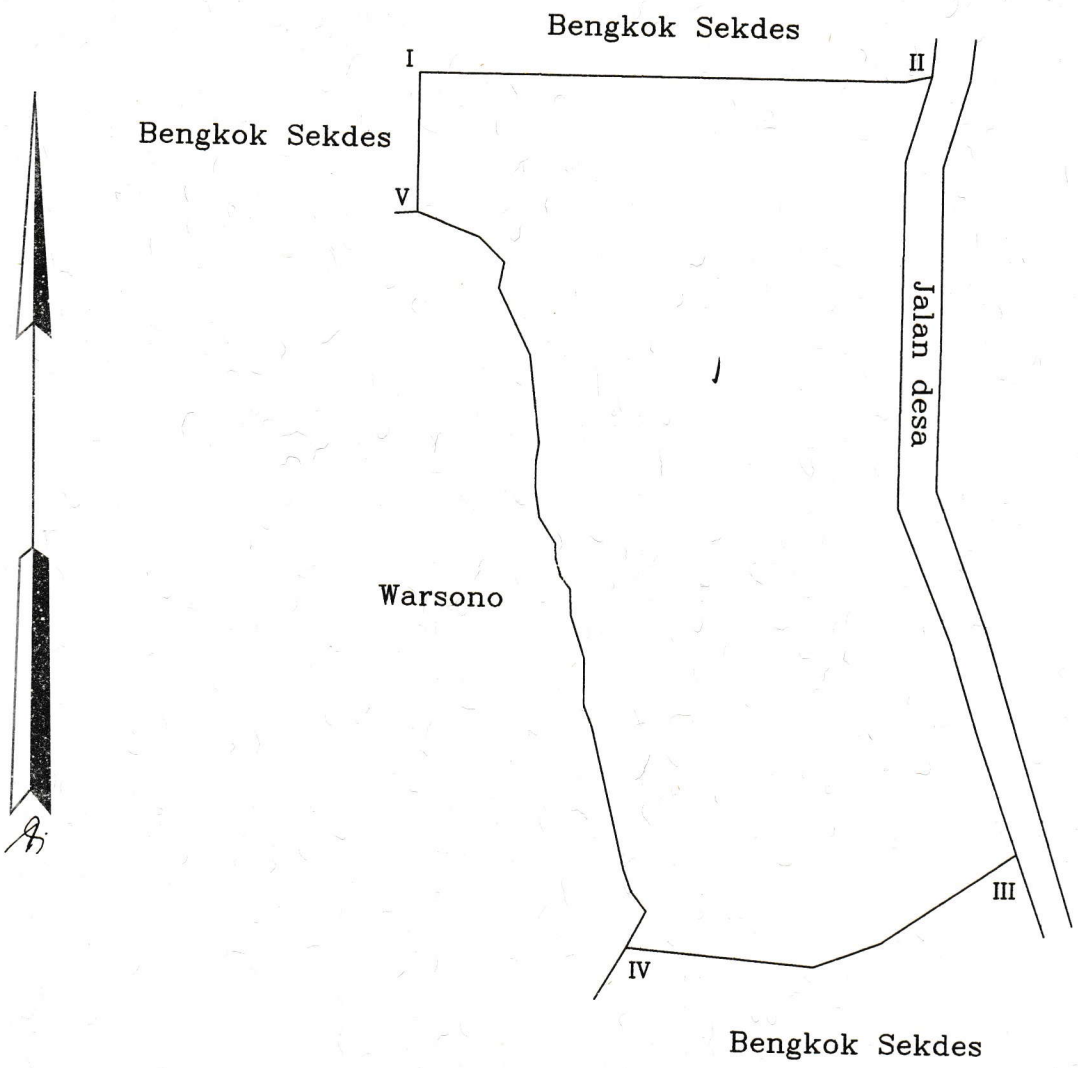 Bengkok Sekdes
I
II
Bengkok Sekdes
V
Jalan desa
Warsono
III
IV
Bengkok Sekdes